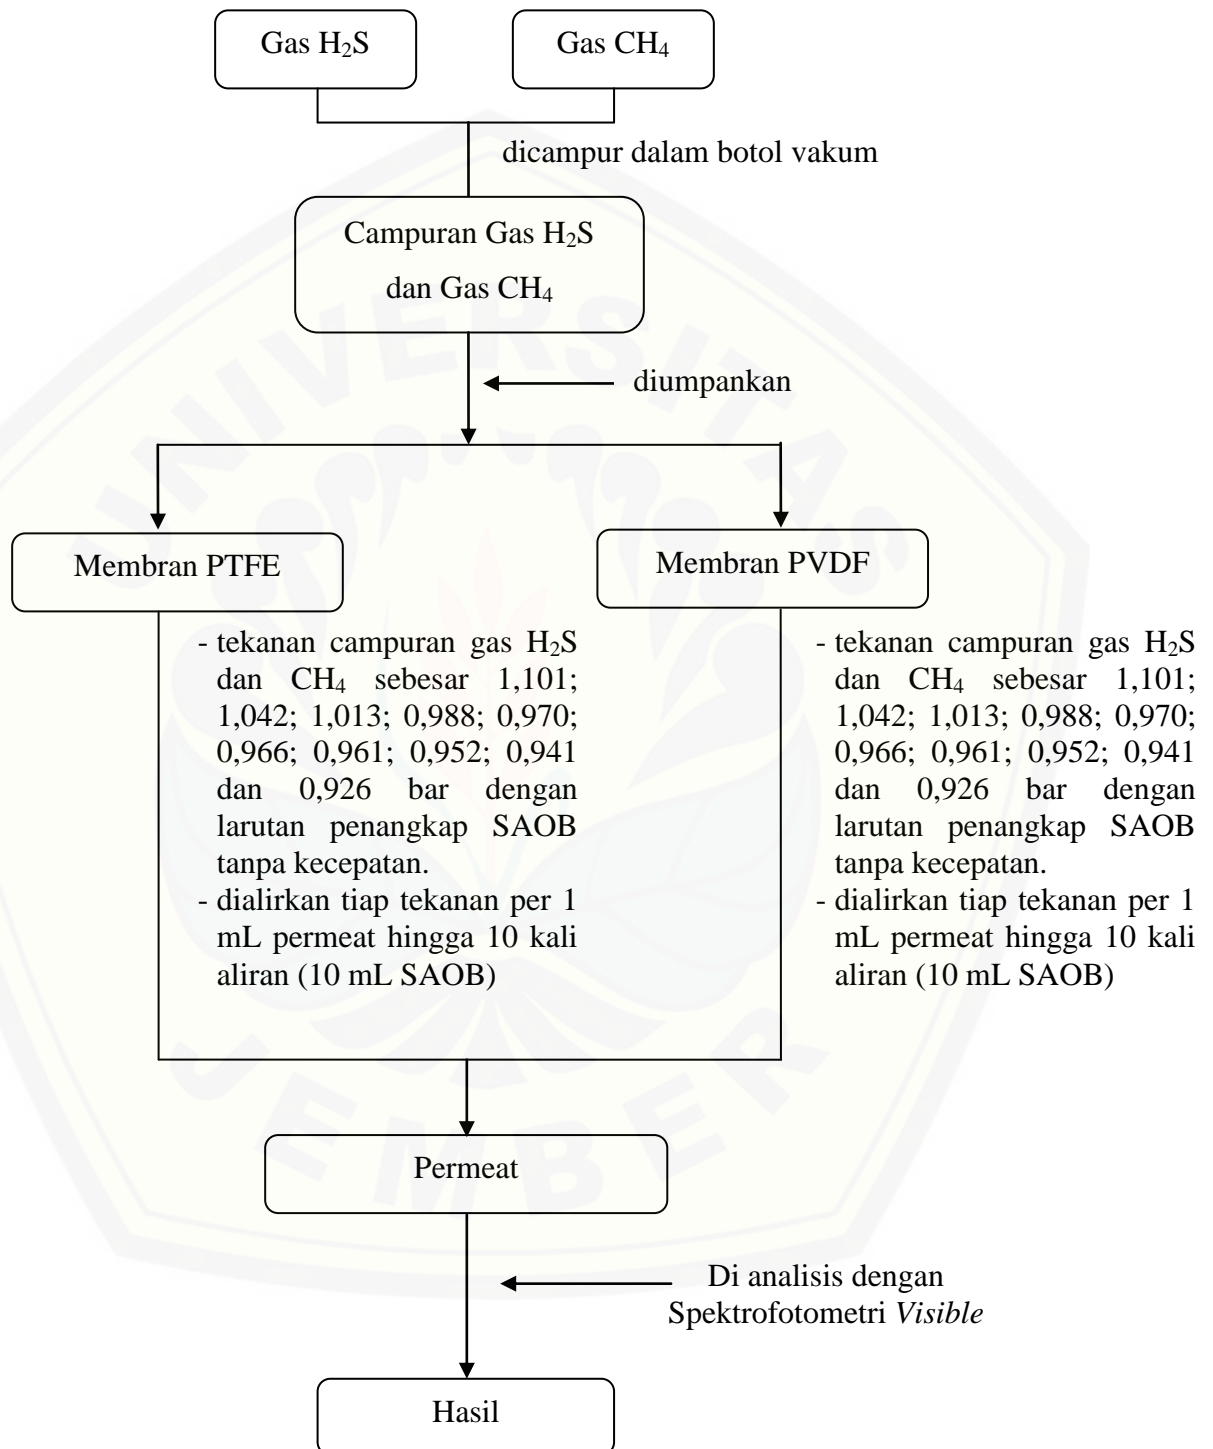 Gas H₂S
Gas CH₄
dicampur dalam botol vakum
Campuran Gas H₂S
dan Gas CH₄
diumpankan
Membran PTFE
Membran PVDF
- tekanan campuran gas H₂S
dan CH₄ sebesar 1,101;
1,042; 1,013; 0,988; 0,970;
0,966; 0,961; 0,952; 0,941
dan 0,926 bar dengan
larutan penangkap SAOB
tanpa kecepatan.
- dialirkan tiap tekanan per 1
mL permeat hingga 10 kali
aliran (10 mL SAOB)
- tekanan campuran gas H₂S
dan CH₄ sebesar 1,101;
1,042; 1,013; 0,988; 0,970;
0,966; 0,961; 0,952; 0,941
dan 0,926 bar dengan
larutan penangkap SAOB
tanpa kecepatan.
- dialirkan tiap tekanan per 1
mL permeat hingga 10 kali
aliran (10 mL SAOB)
Permeat
Di analisis dengan
Spektrofotometri Visible
Hasil
UNIVERSITAS
JEMBER